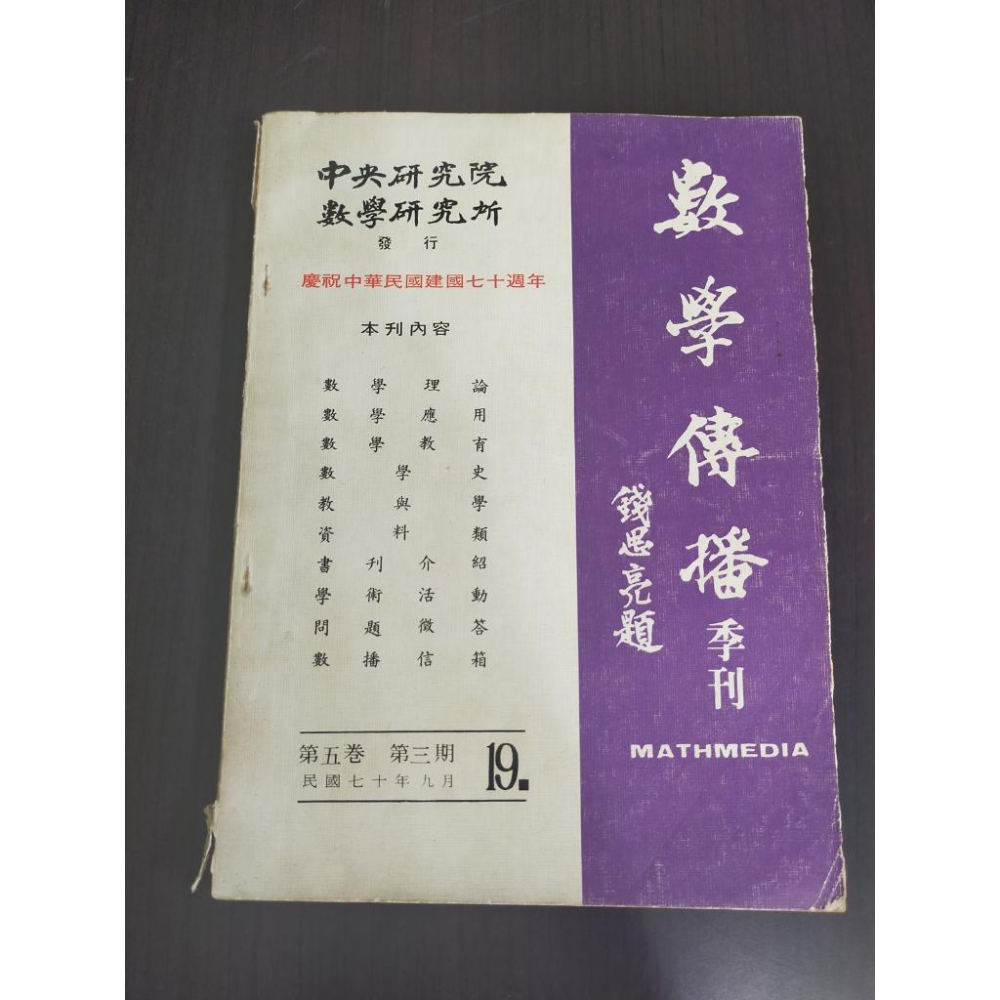 中央研究院
數學研究所
發行
慶祝中華民國建國七十週年
本刊內容
數學理論
數學應用
數學教育
數學史
教與學
資料類
書刊介紹
學術活動
問題徵答
數播信箱
第五巻 第三期
民國七十年九月
19.
數學傳播季刊
錢思亮題
MATHMEDIA